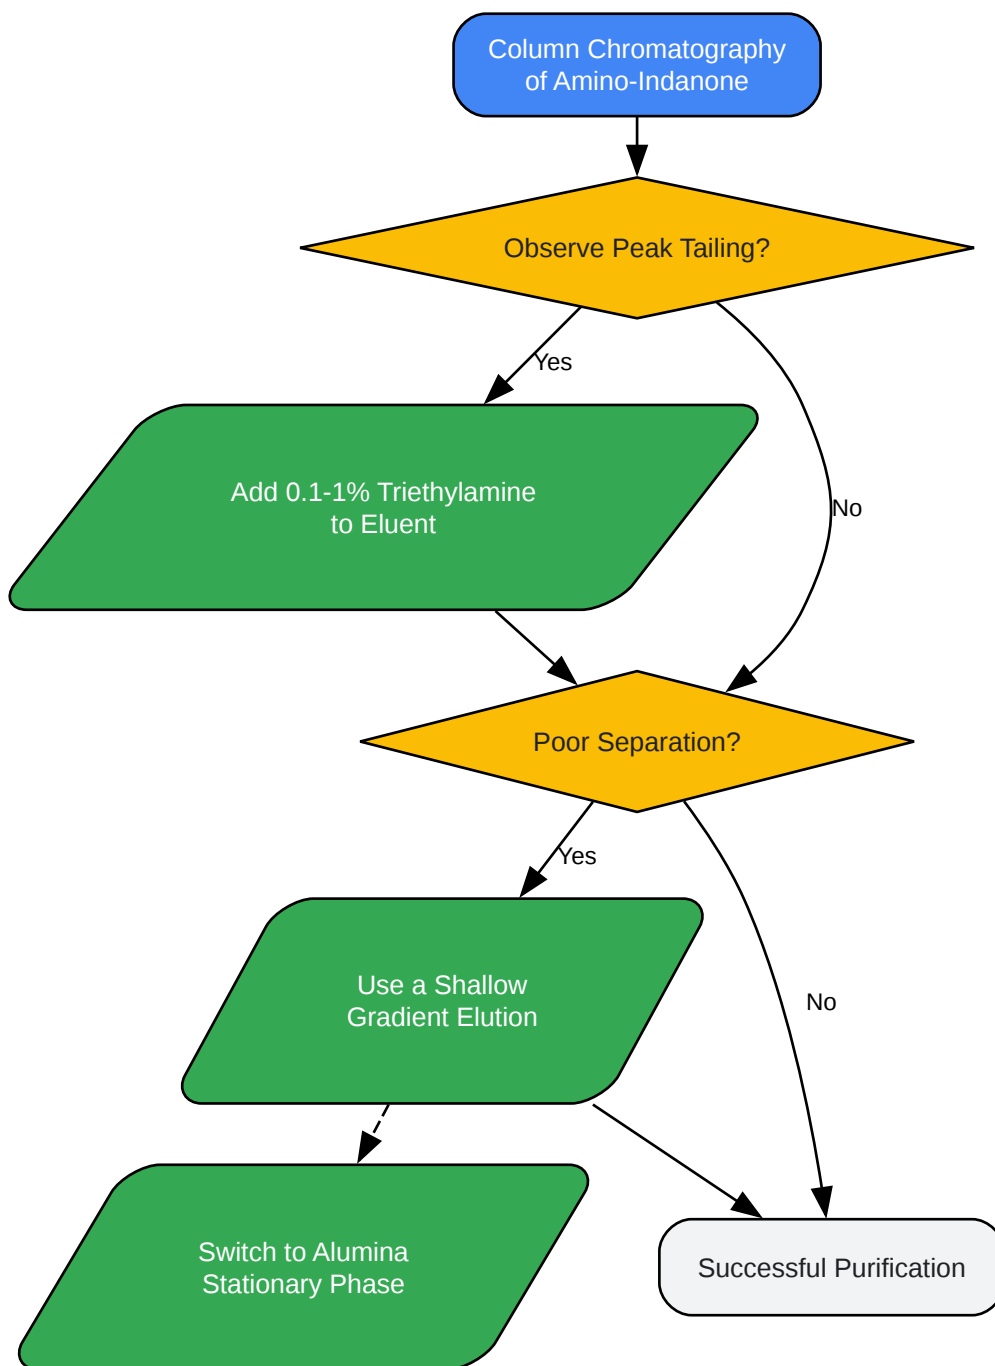 Column Chromatography
of Amino-Indanone
Observe Peak Tailing?
Yes
Add 0.1-1% Triethylamine
to Eluent
No
Poor Separation?
Yes
Use a Shallow
Gradient Elution
No
Switch to Alumina
Stationary Phase
Successful Purification